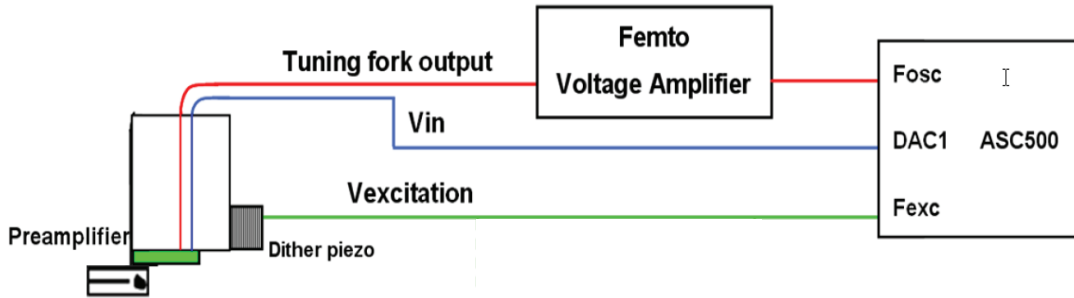 Femto
Voltage Amplifier
Tuning fork output
Fosc
Vin
DAC1 ASC500
Vexcitation
Fexc
Preamplifier
Dither piezo